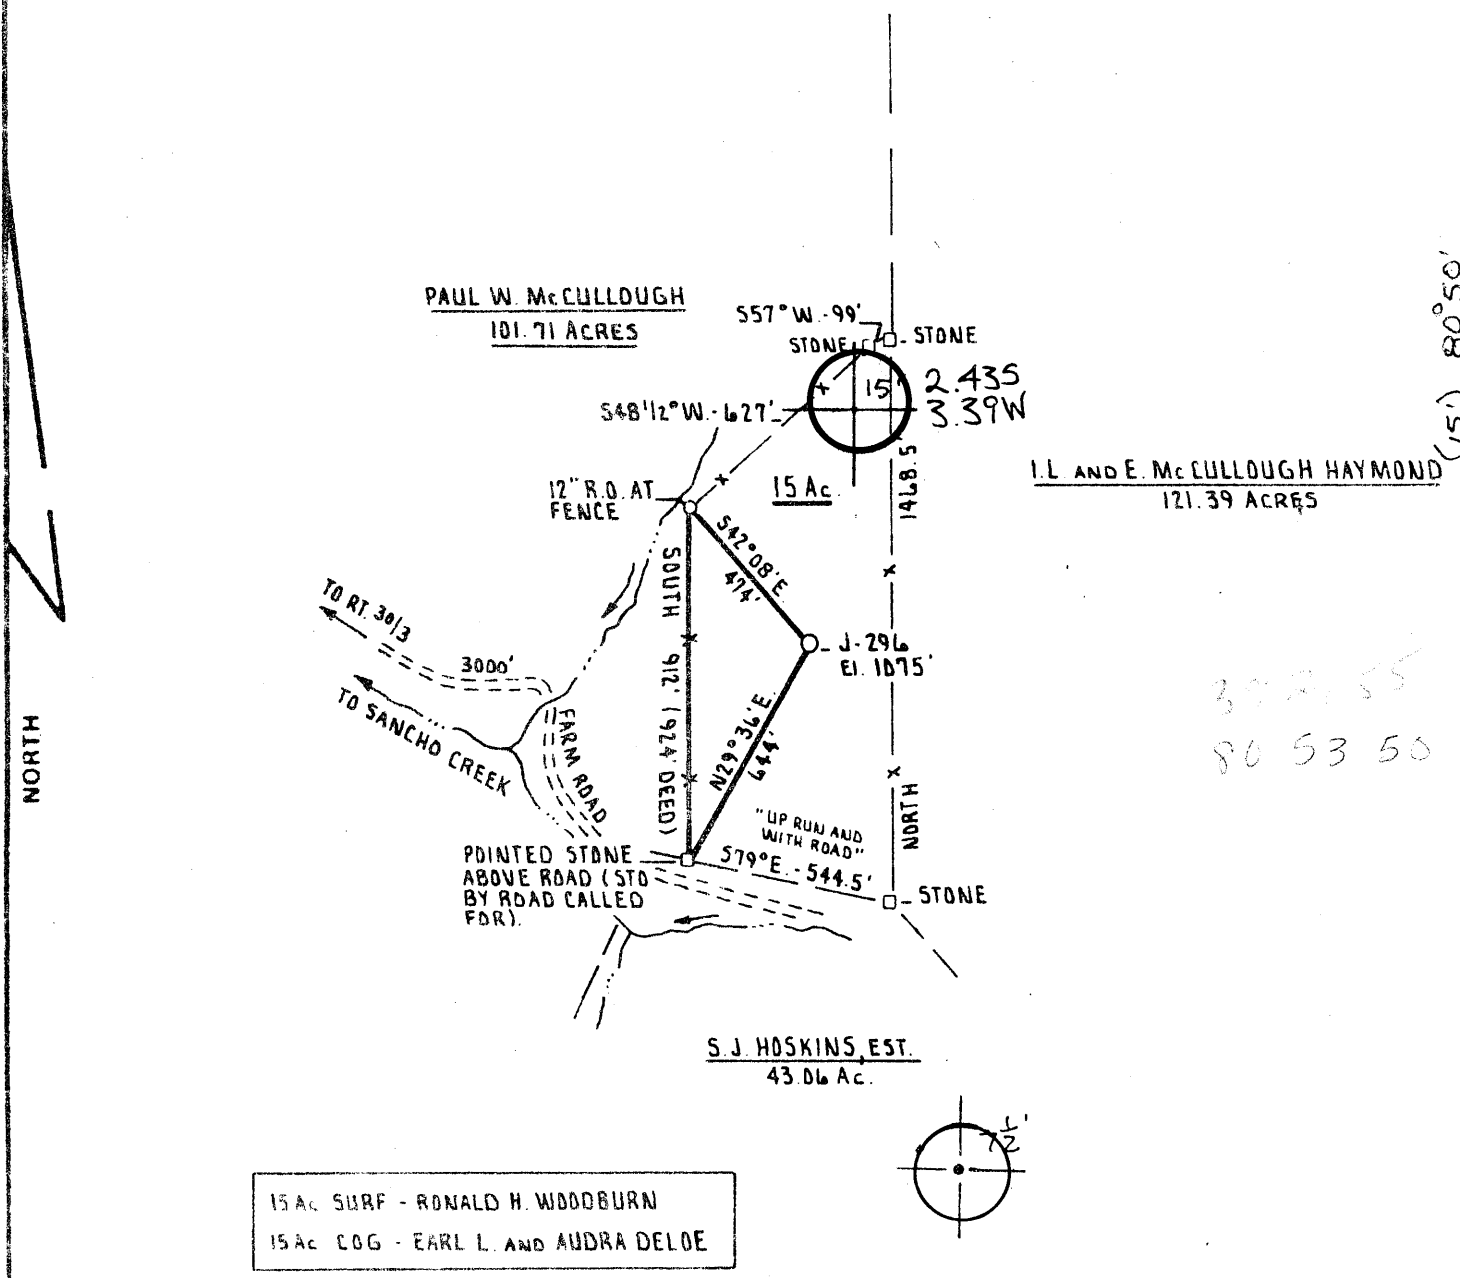 PAUL W. McCULLOUGH
101.71 ACRES
S57°W.-99'
STONE
STONE
15'
2.43S
3.39W
(15') 80°50'
S48 1/2°W.-627'
1468.5'
I.L. AND E. McCULLOUGH HAYMOND
121.39 ACRES
12" R.O. AT
FENCE
15 Ac.
S42°08'E.
474'
SOUTH 912' (924' DEED)
TO RT. 30/3
3000'
J-296
El. 1075'
TO SANCHO CREEK
FARM ROAD
N29°36'E.
644'
80 53 50
NORTH
NORTH
"UP RUN AND
WITH ROAD"
S79°E.-544.5'
POINTED STONE
ABOVE ROAD (STO
BY ROAD CALLED
FOR).
STONE
S.J. HOSKINS, EST.
43.06 Ac.
7 1/2'
15 Ac SURF - RONALD H. WOODBURN
15 Ac COG - EARL L. AND AUDRA DELOE